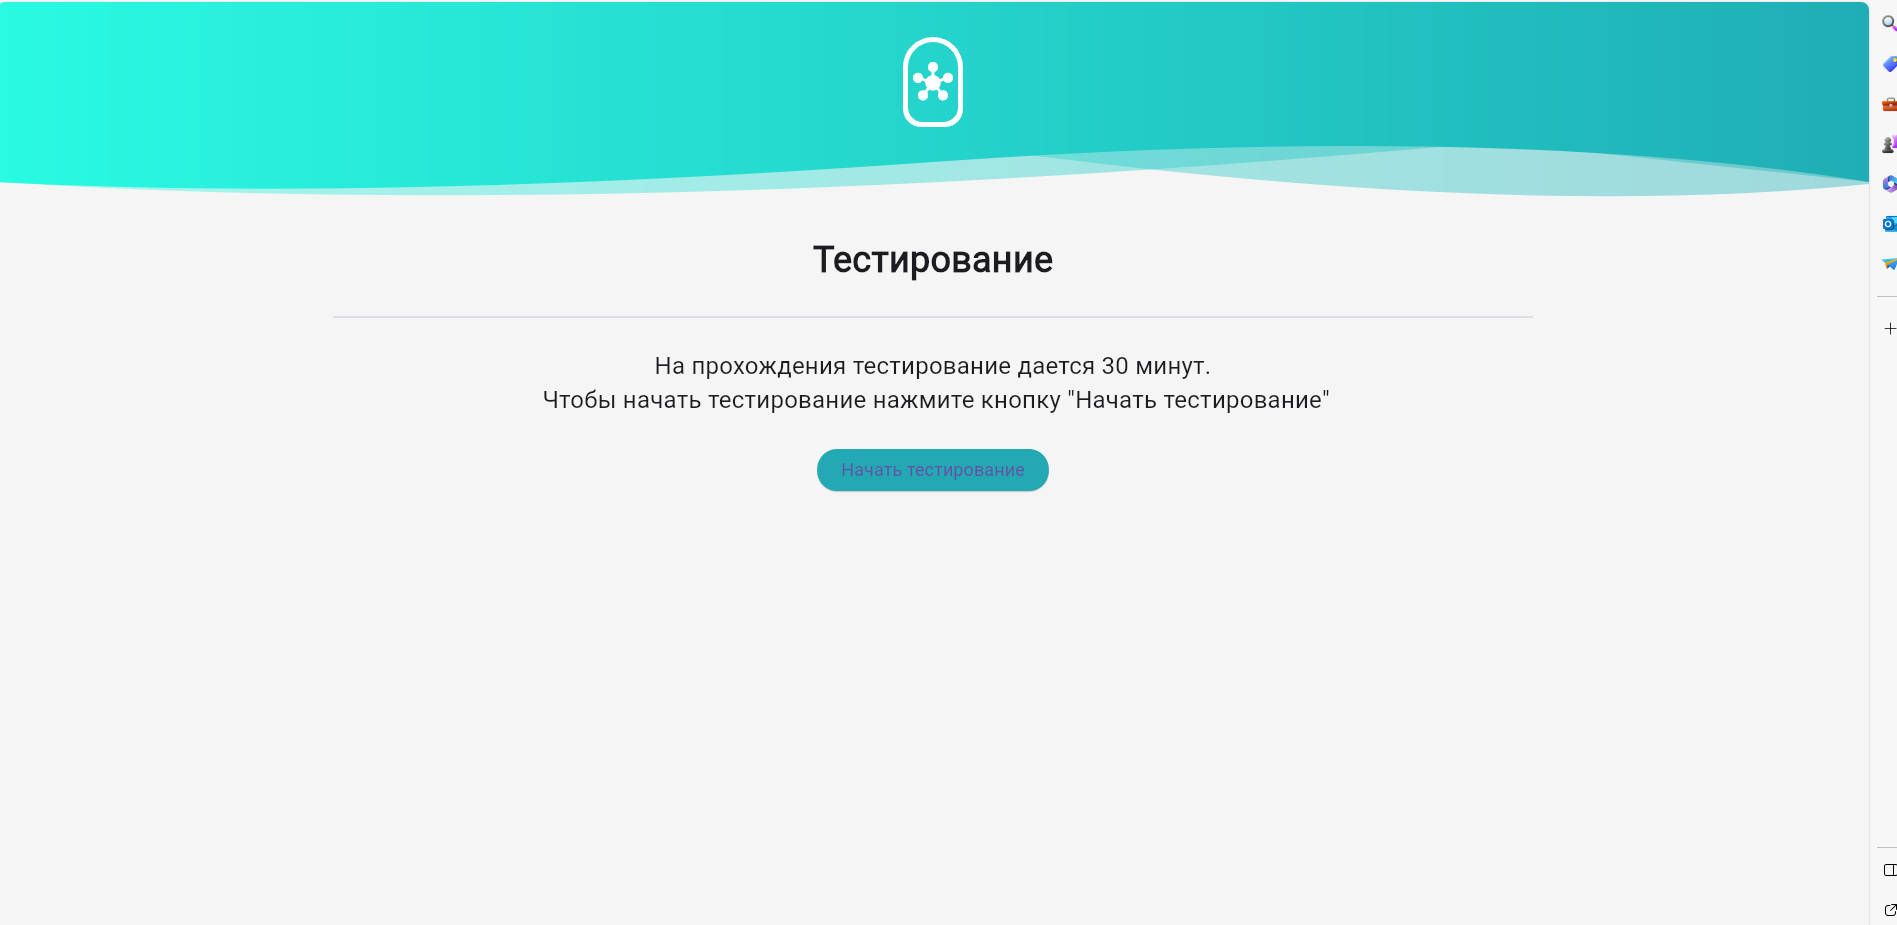 Тестирование
На прохождения тестирование дается 30 минут.
Чтобы начать тестирование нажмите кнопку "Начать тестирование"
Начать тестирование